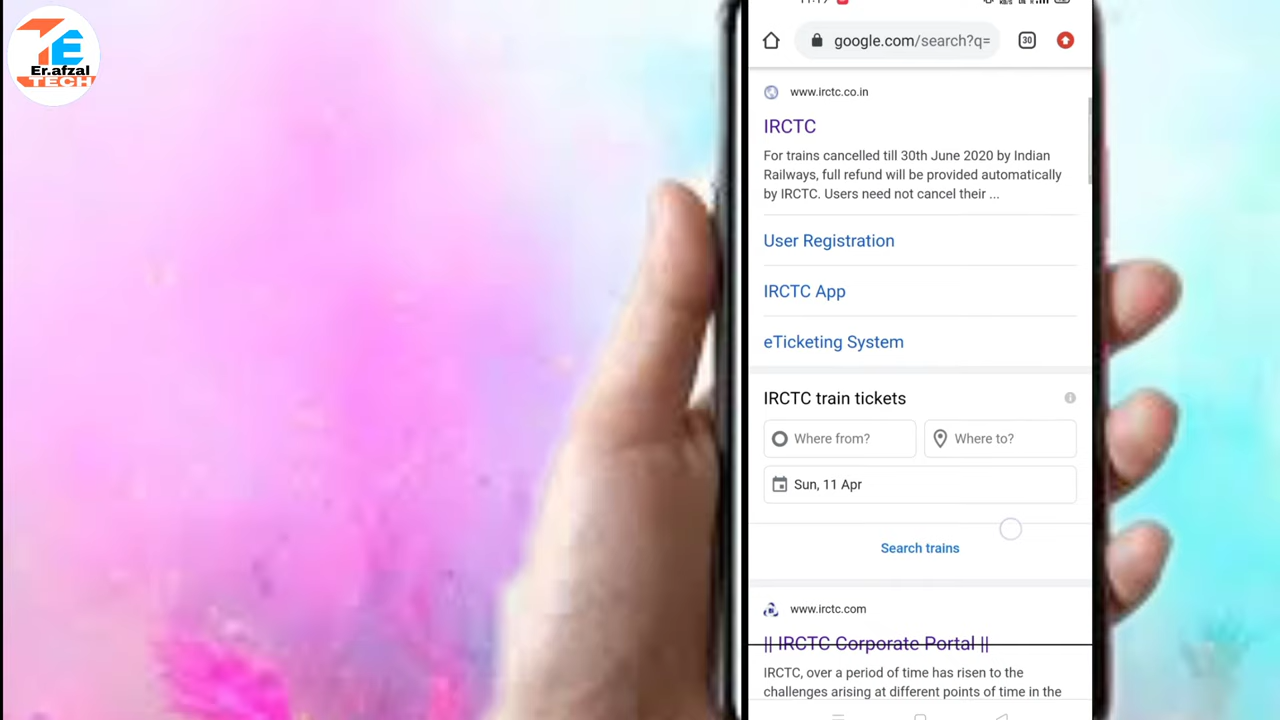 TE
Er.afzal
TECH
google.com/search?q=
30
www.irctc.co.in
IRCTC
For trains cancelled till 30th June 2020 by Indian
Railways, full refund will be provided automatically
by IRCTC. Users need not cancel their ...
User Registration
IRCTC App
eTicketing System
IRCTC train tickets
Where from? Where to?
Sun, 11 Apr
Search trains
www.irctc.com
|| IRCTC Corporate Portal ||
IRCTC, over a period of time has risen to the
challenges arising at different points of time in the